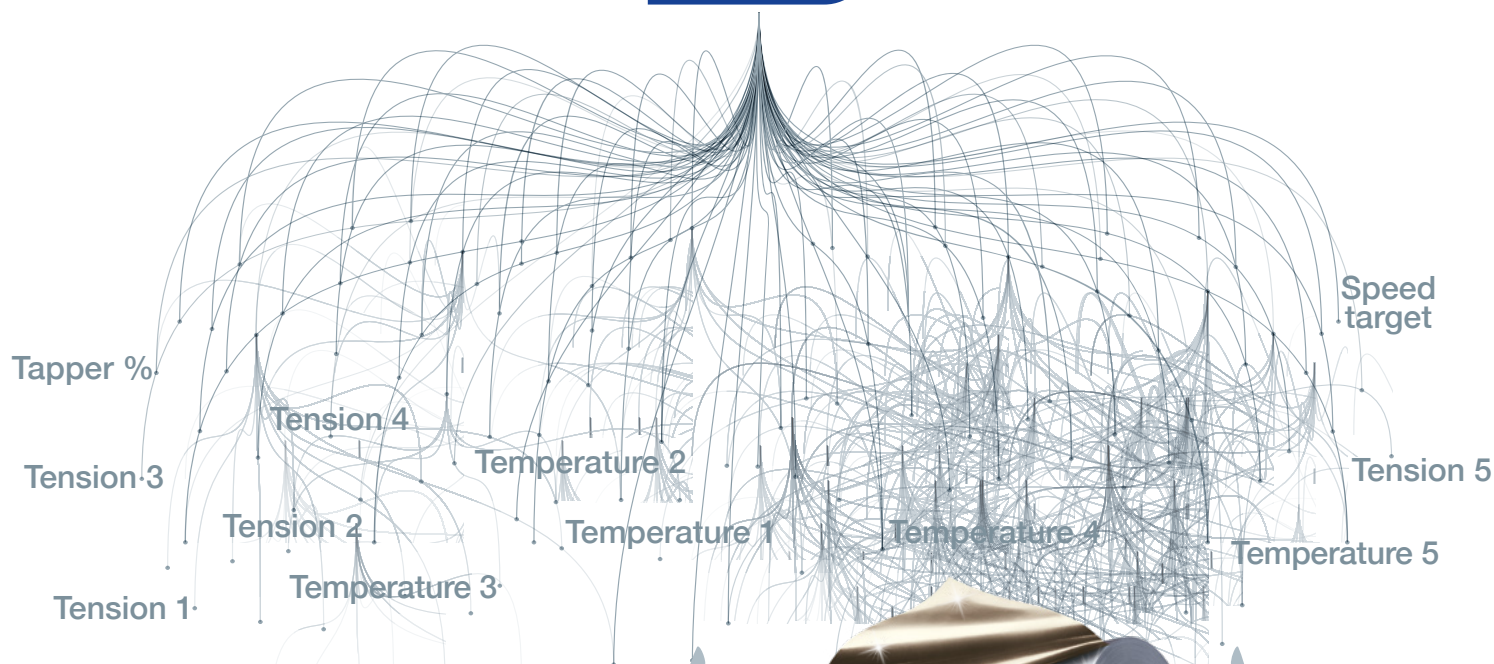 Speed
target
Tapper %
Tension 4
Temperature 2
Tension 3
Tension 5
Tension 2
Temperature 1
Temperature 4
Temperature 5
Temperature 3
Tension 1